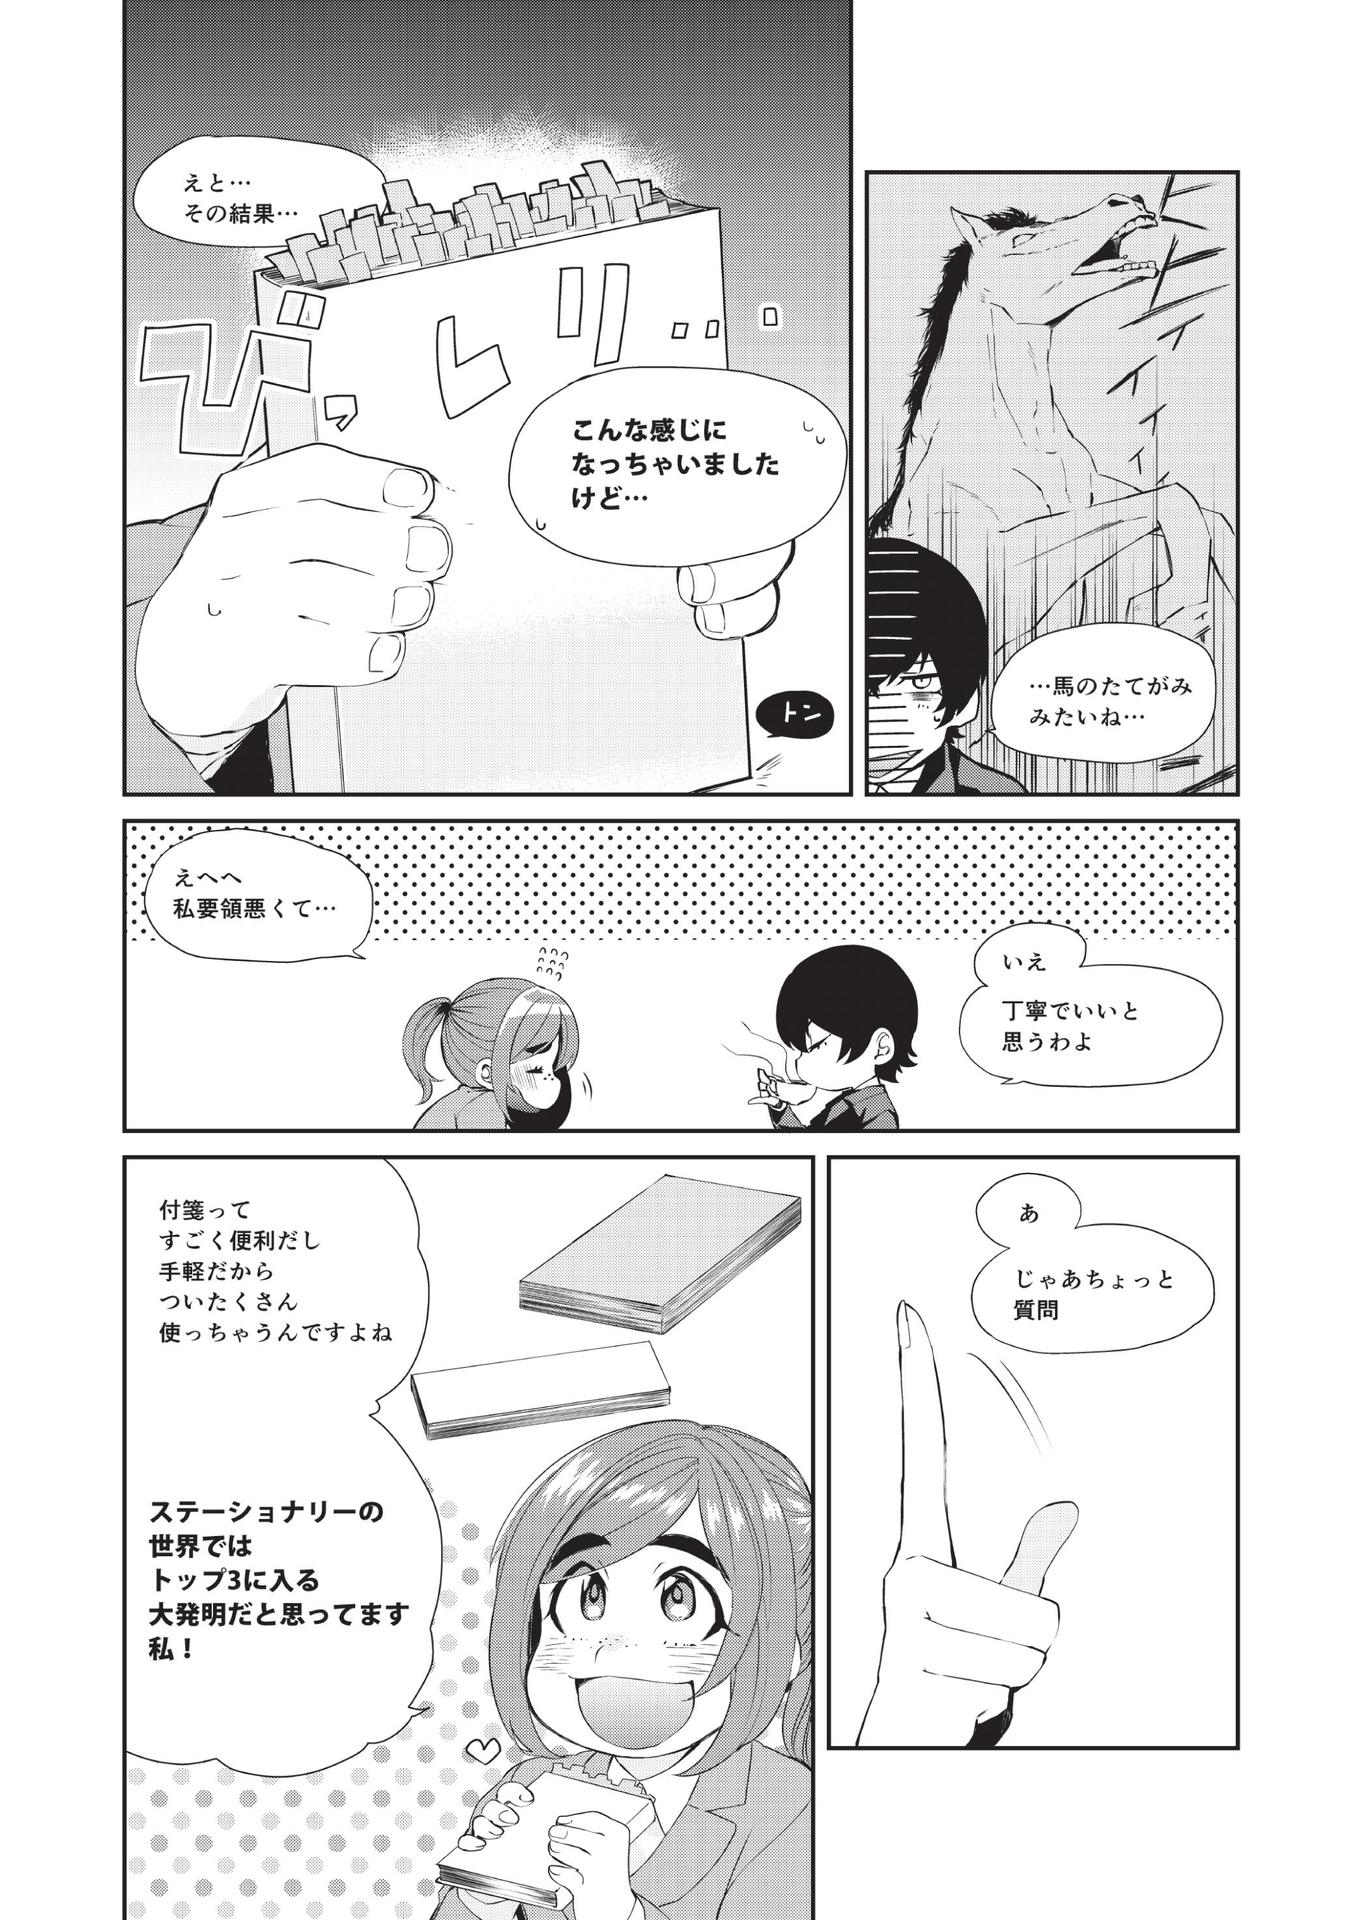 えと…
その結果…
びっしり…
こんな感じに
なっちゃいました
けど…
トン
…馬のたてがみ
みたいね…
えへへ
私要領悪くて…
いえ
丁寧でいいと
思うわよ
付箋って
すごく便利だし
手軽だから
ついたくさん
使っちゃうんですよね
ステーショナリーの
世界では
トップ3に入る
大発明だと思ってます
私！
あ
じゃあちょっと
質問